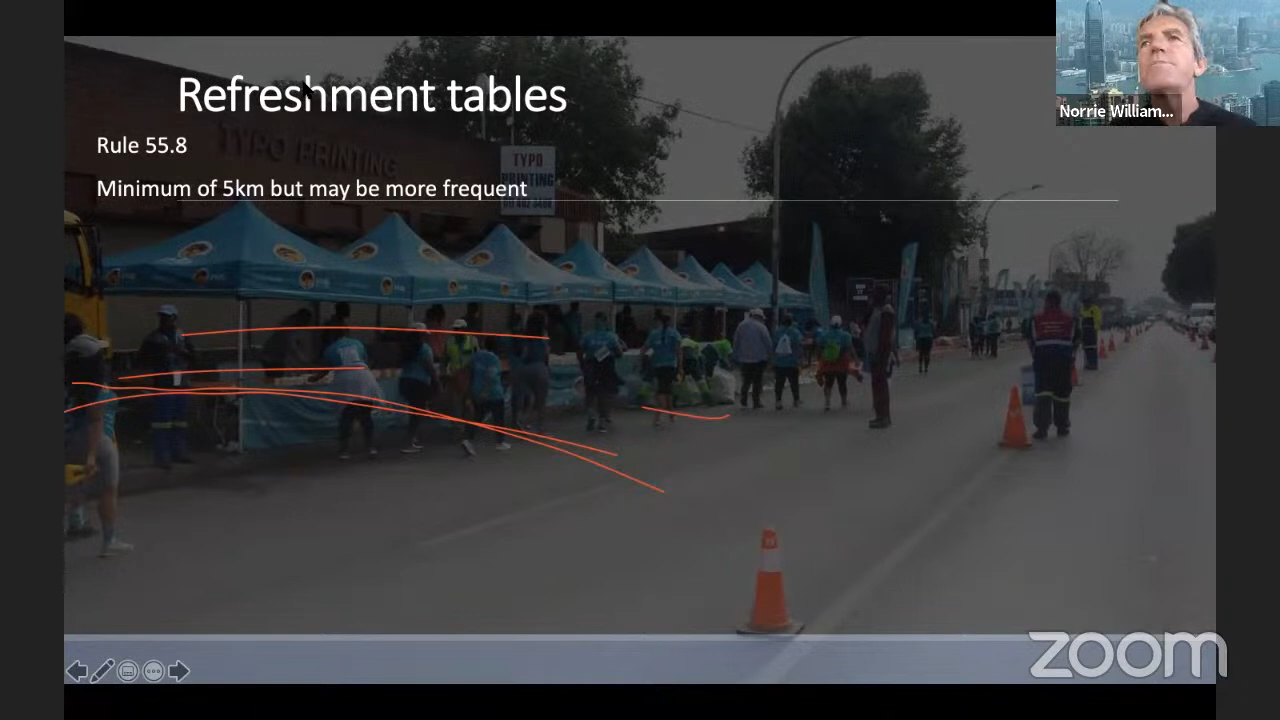 Refreshment tables
Rule 55.8
Minimum of 5km but may be more frequent
TYPO PRINTING
TYPO
PRINTING
Norrie William...
zoom